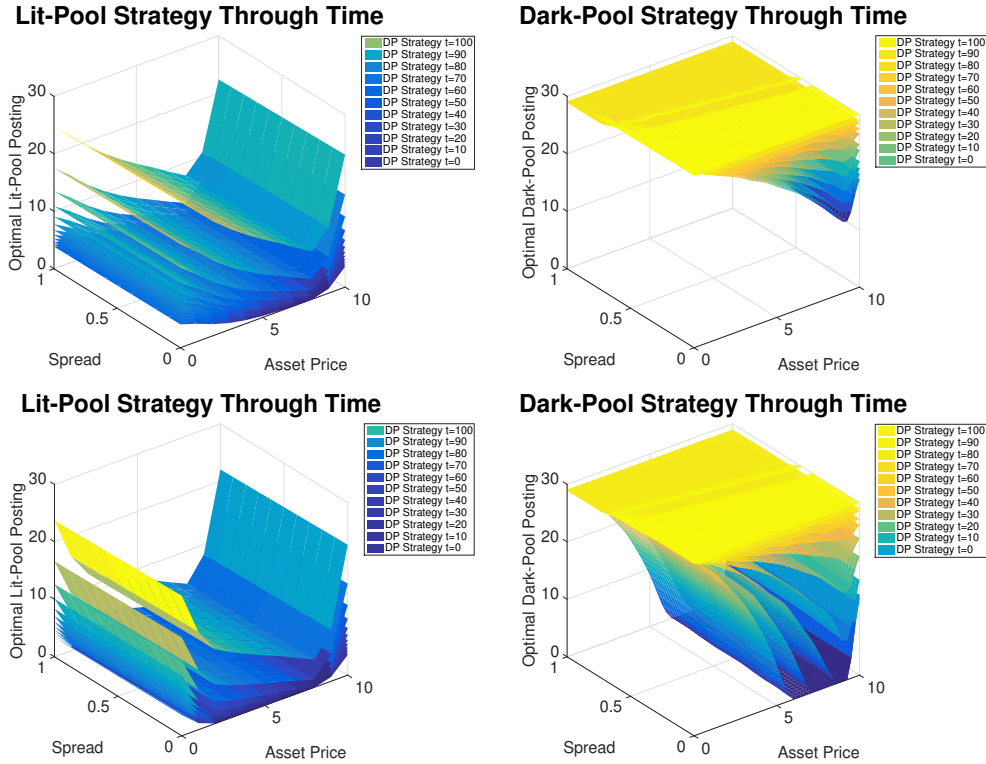 Lit-Pool Strategy Through Time
DP Strategy t=100
DP Strategy t=90
DP Strategy t=80
DP Strategy t=70
DP Strategy t=60
DP Strategy t=50
DP Strategy t=40
DP Strategy t=30
DP Strategy t=20
DP Strategy t=10
DP Strategy t=0
Optimal Lit-Pool Posting
30
20
10
0
1
0.5
0
Spread
0
5
10
Asset Price
Dark-Pool Strategy Through Time
DP Strategy t=100
DP Strategy t=90
DP Strategy t=80
DP Strategy t=70
DP Strategy t=60
DP Strategy t=50
DP Strategy t=40
DP Strategy t=30
DP Strategy t=20
DP Strategy t=10
DP Strategy t=0
Optimal Dark-Pool Posting
30
20
10
0
1
0.5
0
Spread
0
5
10
Asset Price
Lit-Pool Strategy Through Time
DP Strategy t=100
DP Strategy t=90
DP Strategy t=80
DP Strategy t=70
DP Strategy t=60
DP Strategy t=50
DP Strategy t=40
DP Strategy t=30
DP Strategy t=20
DP Strategy t=10
DP Strategy t=0
Optimal Lit-Pool Posting
30
20
10
0
1
0.5
0
Spread
0
5
10
Asset Price
Dark-Pool Strategy Through Time
DP Strategy t=100
DP Strategy t=90
DP Strategy t=80
DP Strategy t=70
DP Strategy t=60
DP Strategy t=50
DP Strategy t=40
DP Strategy t=30
DP Strategy t=20
DP Strategy t=10
DP Strategy t=0
Optimal Dark-Pool Posting
30
20
10
0
1
0.5
0
Spread
0
5
10
Asset Price